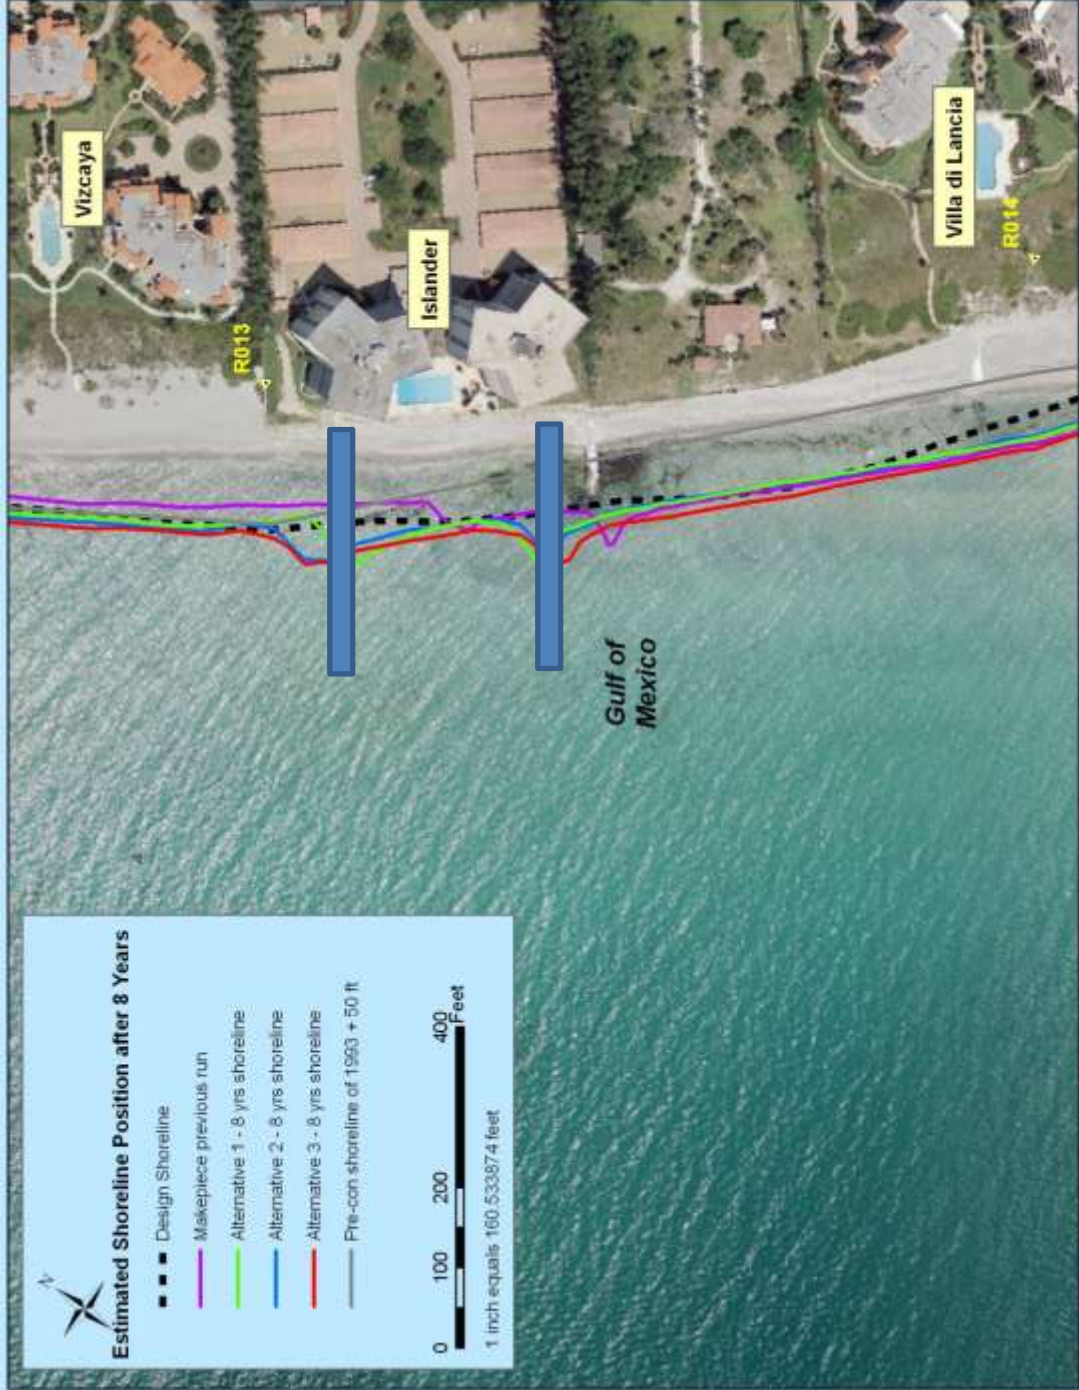 Vizcaya
R013
Islander
Villa di Lancia
R014
Gulf of
Mexico
N
Estimated Shoreline Position after 8 Years
Design Shoreline
Makepiece previous run
Alternative 1 - 8 yrs shoreline
Alternative 2 - 8 yrs shoreline
Alternative 3 - 8 yrs shoreline
Pre-con shoreline of 1993 + 50 ft
0 100 200 400
Feet
1 inch equals 160.533874 feet